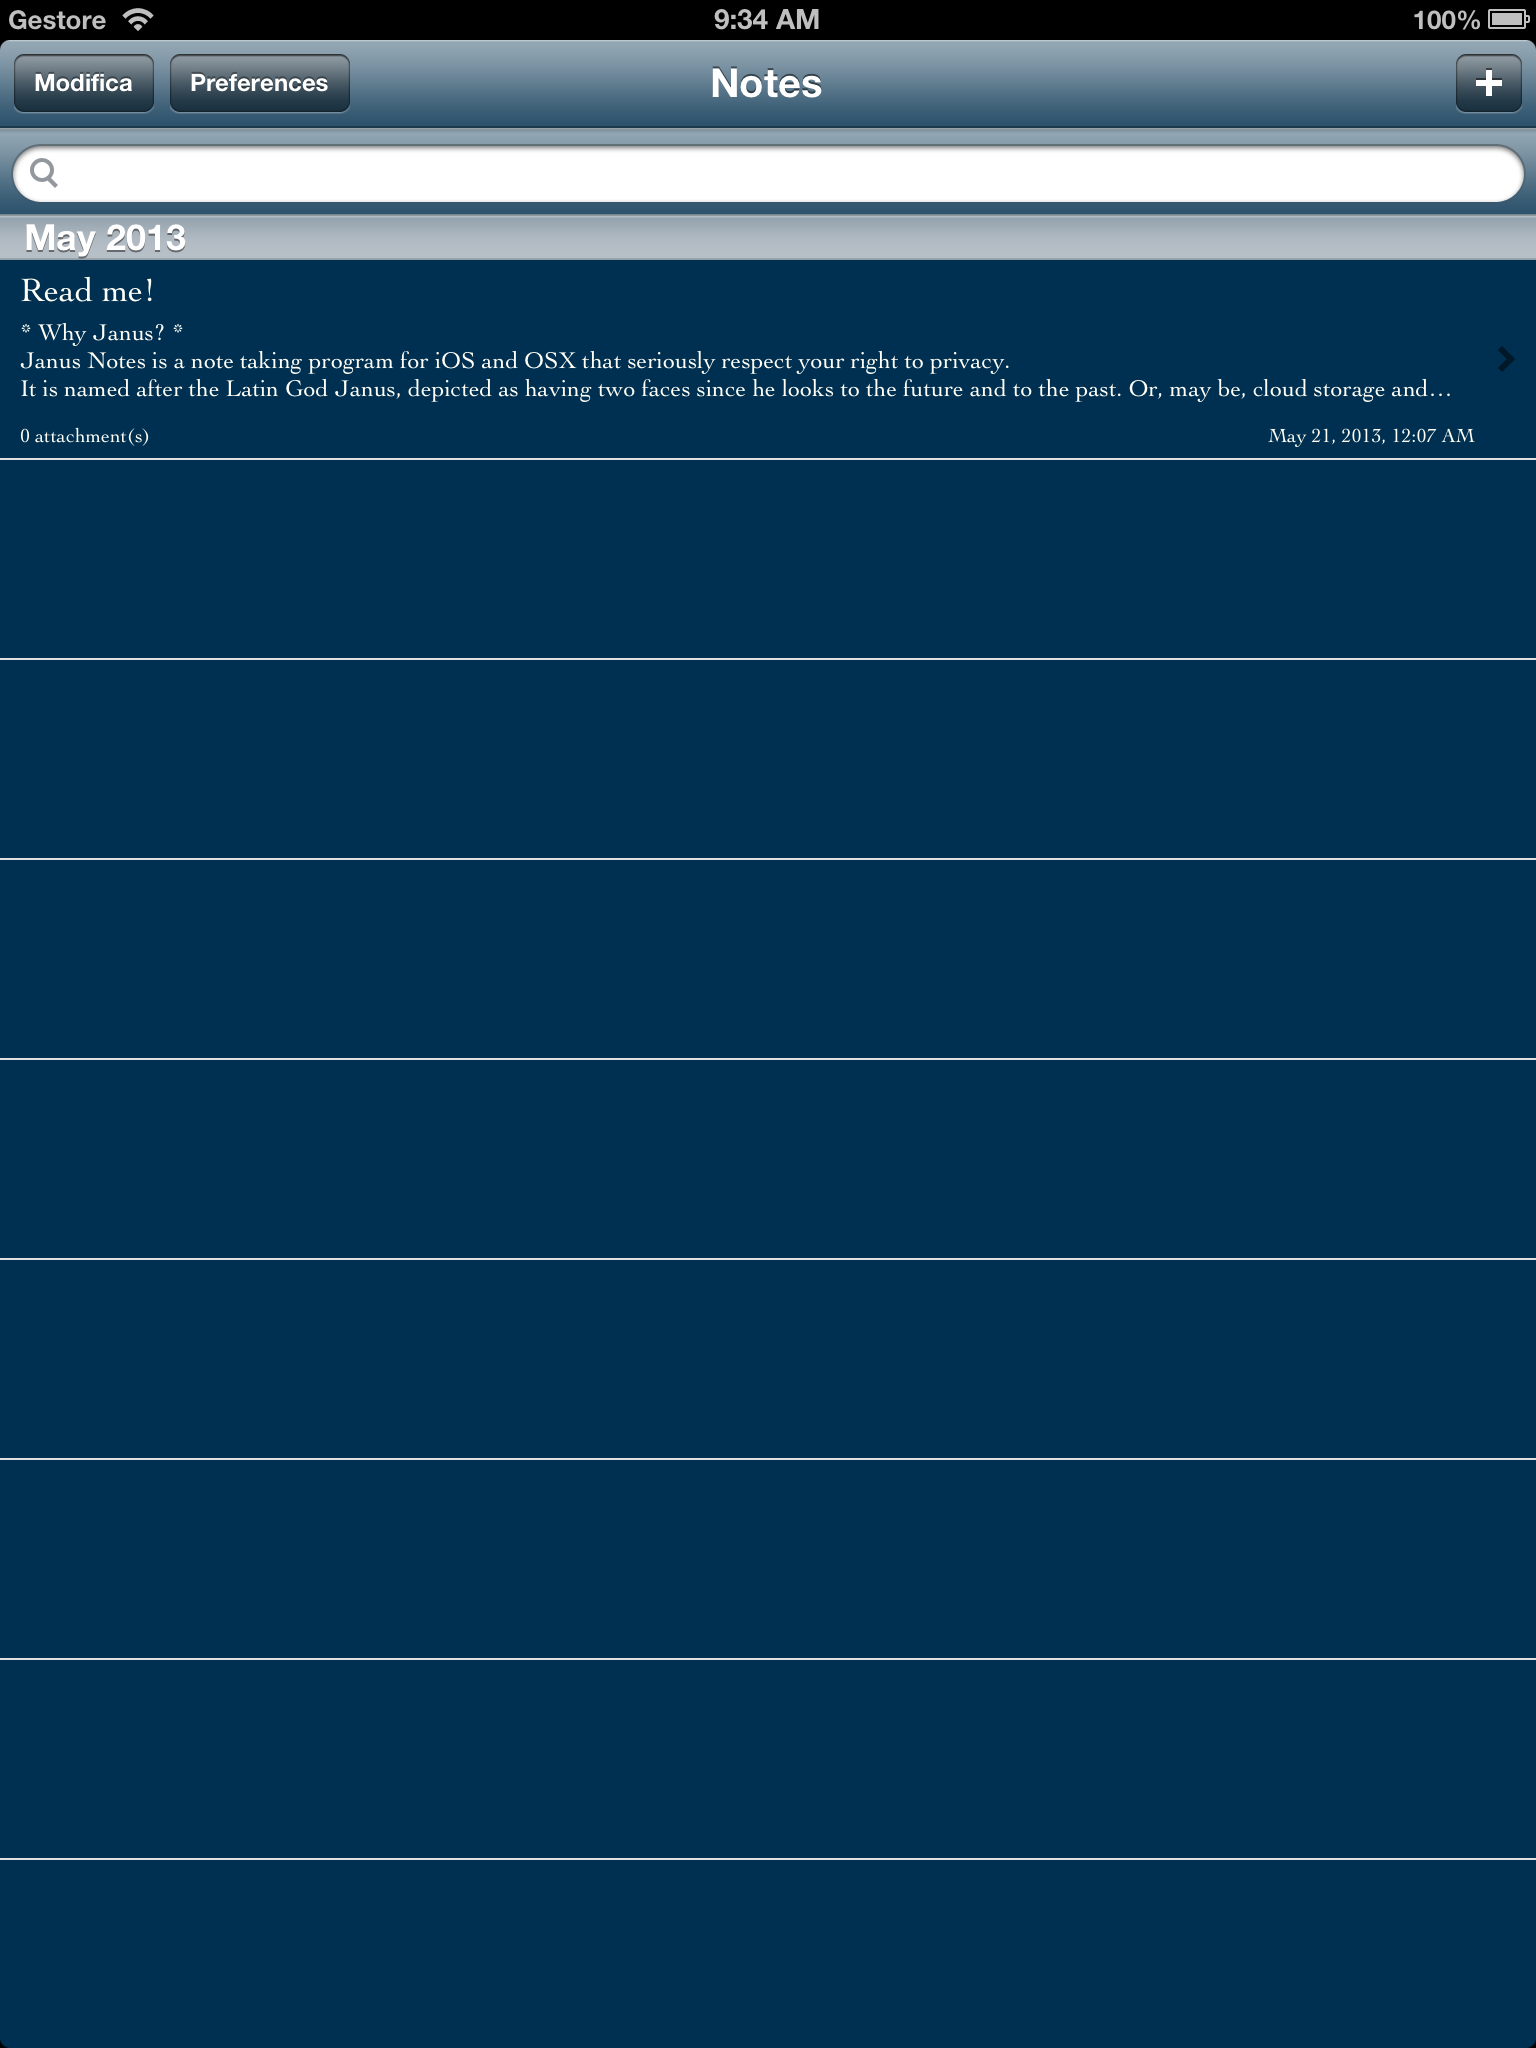 Gestore 9:34 AM 100%
Modifica Preferences Notes +
May 2013
Read me!
* Why Janus? *
Janus Notes is a note taking program for iOS and OSX that seriously respect your right to privacy.
It is named after the Latin God Janus, depicted as having two faces since he looks to the future and to the past. Or, may be, cloud storage and...
0 attachment(s) May 21, 2013, 12:07 AM